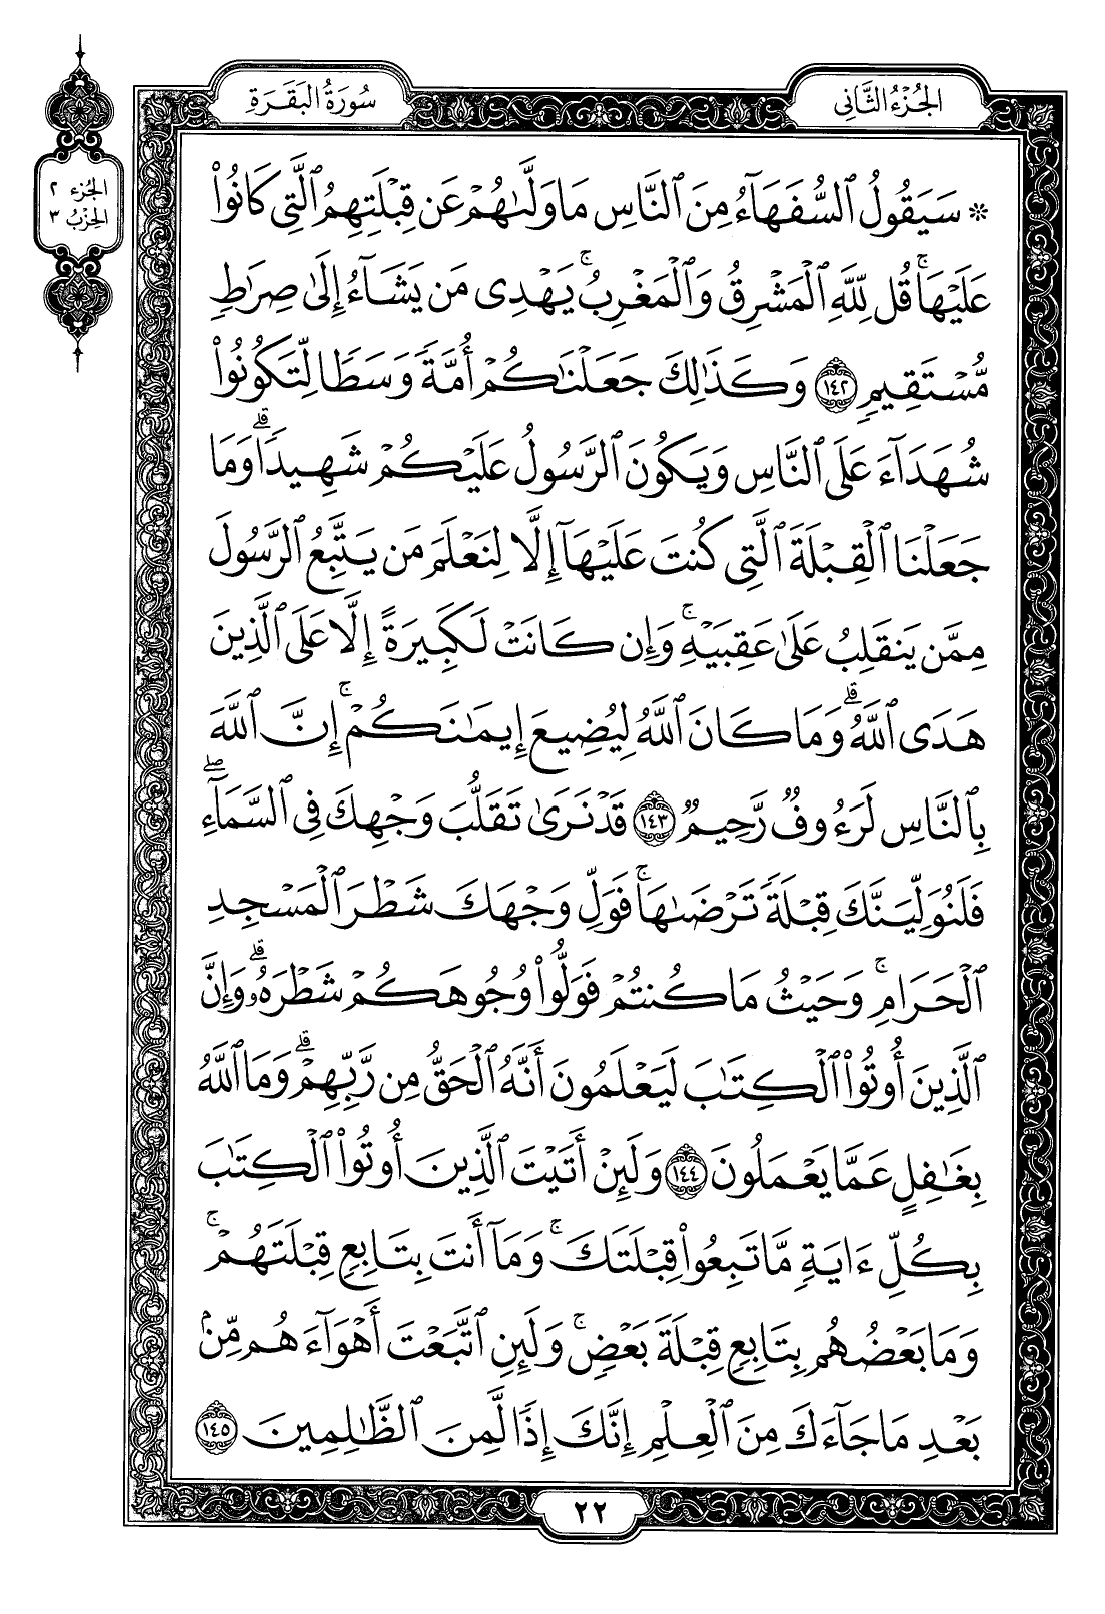 الجُزْءُ الثَّانِي
سُورَةُ البَقَرَةِ
الجُزء ٢
الحِزْبُ ٣
۞ سَيَقُولُ ٱلسُّفَهَآءُ مِنَ ٱلنَّاسِ مَا وَلَّىٰهُمْ عَن قِبْلَتِهِمُ ٱلَّتِى كَانُوا۟
عَلَيْهَا ۚ قُل لِّلَّهِ ٱلْمَشْرِقُ وَٱلْمَغْرِبُ ۚ يَهْدِى مَن يَشَآءُ إِلَىٰ صِرَٰطٍ
مُّسْتَقِيمٍ ١٤٢ وَكَذَٰلِكَ جَعَلْنَٰكُمْ أُمَّةً وَسَطًا لِّتَكُونُوا۟
شُهَدَآءَ عَلَى ٱلنَّاسِ وَيَكُونَ ٱلرَّسُولُ عَلَيْكُمْ شَهِيدًا ۗ وَمَا
جَعَلْنَا ٱلْقِبْلَةَ ٱلَّتِى كُنتَ عَلَيْهَآ إِلَّا لِنَعْلَمَ مَن يَتَّبِعُ ٱلرَّسُولَ
مِمَّن يَنقَلِبُ عَلَىٰ عَقِبَيْهِ ۚ وَإِن كَانَتْ لَكَبِيرَةً إِلَّا عَلَى ٱلَّذِينَ
هَدَى ٱللَّهُ ۗ وَمَا كَانَ ٱللَّهُ لِيُضِيعَ إِيمَٰنَكُمْ ۚ إِنَّ ٱللَّهَ
بِٱلنَّاسِ لَرَءُوفٌ رَّحِيمٌ ١٤٣ قَدْ نَرَىٰ تَقَلُّبَ وَجْهِكَ فِى ٱلسَّمَآءِ ۖ
فَلَنُوَلِّيَنَّكَ قِبْلَةً تَرْضَىٰهَا ۚ فَوَلِّ وَجْهَكَ شَطْرَ ٱلْمَسْجِدِ
ٱلْحَرَامِ ۚ وَحَيْثُ مَا كُنتُمْ فَوَلُّوا۟ وُجُوهَكُمْ شَطْرَهُۥ ۗ وَإِنَّ
ٱلَّذِينَ أُوتُوا۟ ٱلْكِتَٰبَ لَيَعْلَمُونَ أَنَّهُ ٱلْحَقُّ مِن رَّبِّهِمْ ۗ وَمَا ٱللَّهُ
بِغَٰفِلٍ عَمَّا يَعْمَلُونَ ١٤٤ وَلَئِنْ أَتَيْتَ ٱلَّذِينَ أُوتُوا۟ ٱلْكِتَٰبَ
بِكُلِّ ءَايَةٍ مَّا تَبِعُوا۟ قِبْلَتَكَ ۚ وَمَآ أَنتَ بِتَابِعٍ قِبْلَتَهُمْ ۚ
وَمَا بَعْضُهُم بِتَابِعٍ قِبْلَةَ بَعْضٍ ۚ وَلَئِنِ ٱتَّبَعْتَ أَهْوَآءَهُم مِّنۢ
بَعْدِ مَا جَآءَكَ مِنَ ٱلْعِلْمِ إِنَّكَ إِذًا لَّمِنَ ٱلظَّٰلِمِينَ ١٤٥
٢٢